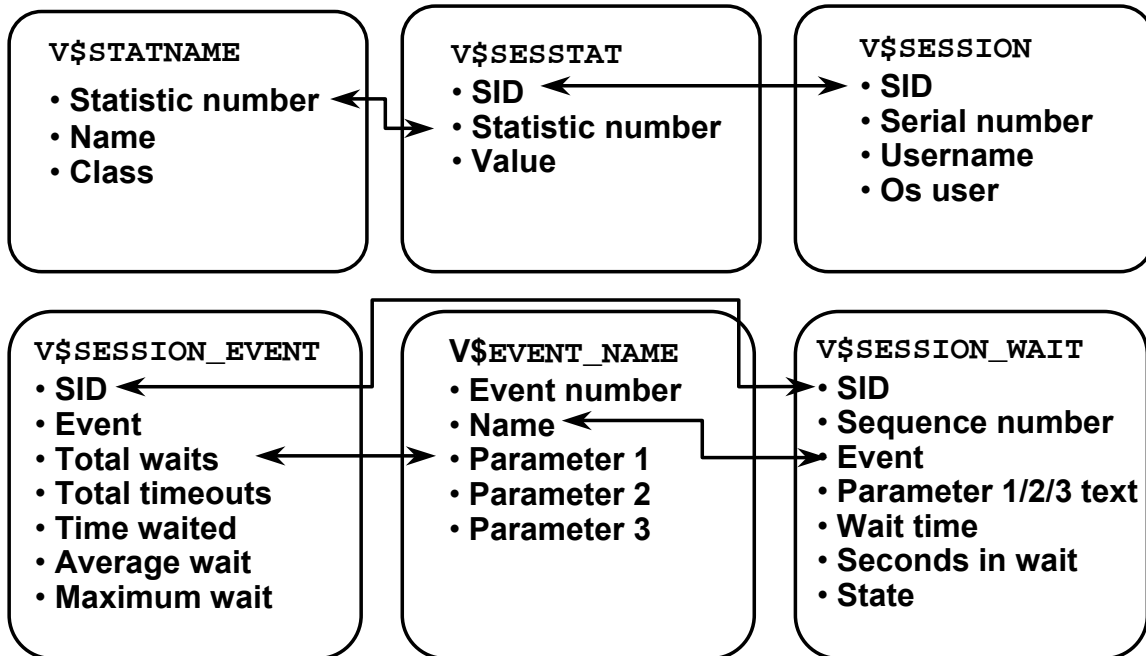 V$STATNAME
• Statistic number
• Name
• Class
V$SESSTAT
• SID
• Statistic number
• Value
V$SESSION
• SID
• Serial number
• Username
• Os user
V$SESSION_EVENT
• SID
• Event
• Total waits
• Total timeouts
• Time waited
• Average wait
• Maximum wait
V$EVENT_NAME
• Event number
• Name
• Parameter 1
• Parameter 2
• Parameter 3
V$SESSION_WAIT
• SID
• Sequence number
• Event
• Parameter 1/2/3 text
• Wait time
• Seconds in wait
• State